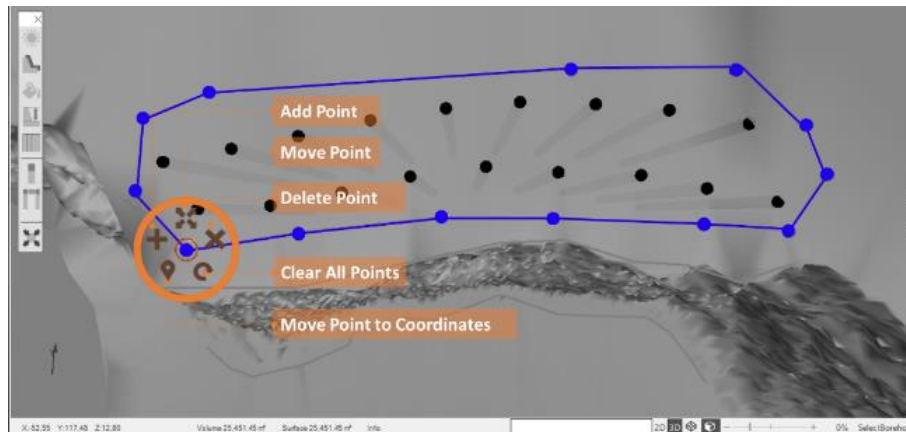 Add Point
Move Point
Delete Point
Clear All Points
Move Point to Coordinates
X:-52,55 Y:117,48 Z:12,80 Volume 25,451.45 m³ Surface 25,451.45 m² Info: 2D 3D 0% SelectBoreho